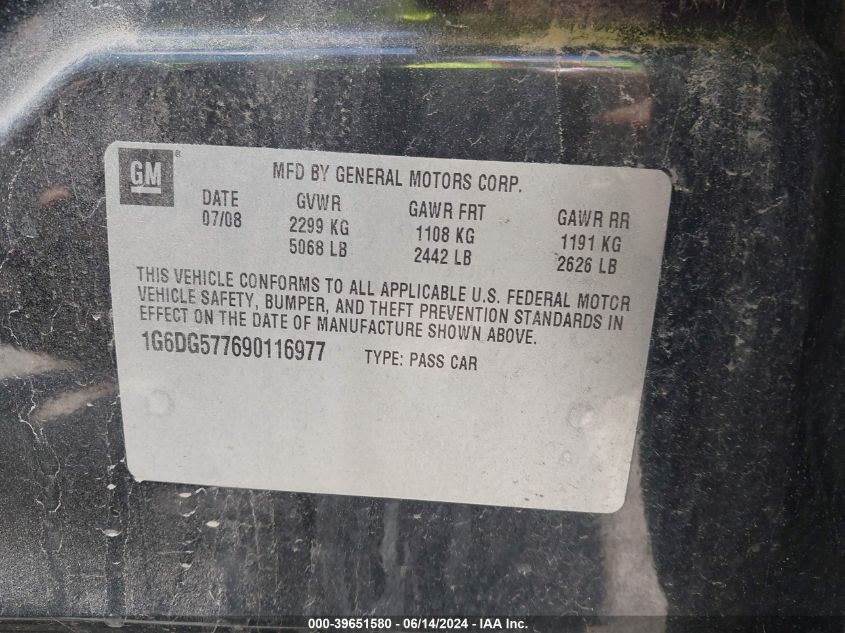 GM ®
MFD BY GENERAL MOTORS CORP.
DATE GVWR GAWR FRT GAWR RR
07/08 2299 KG 1108 KG 1191 KG
5068 LB 2442 LB 2626 LB
THIS VEHICLE CONFORMS TO ALL APPLICABLE U.S. FEDERAL MOTOR
VEHICLE SAFETY, BUMPER, AND THEFT PREVENTION STANDARDS IN
EFFECT ON THE DATE OF MANUFACTURE SHOWN ABOVE.
1G6DG577690116977 TYPE: PASS CAR
000-39651580 - 06/14/2024 - IAA Inc.